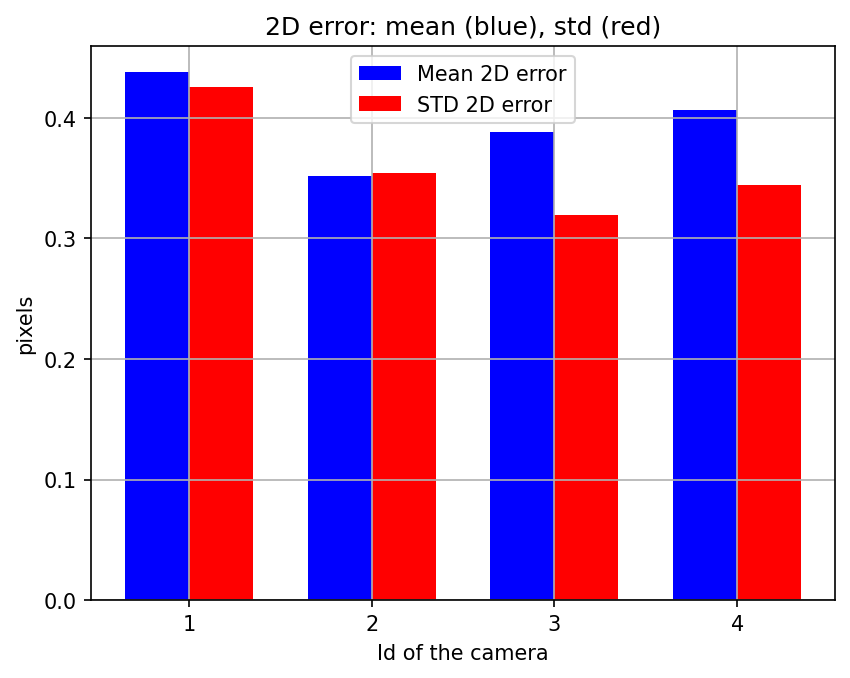 2D error: mean (blue), std (red)
Mean 2D error
STD 2D error
pixels
0.4
0.3
0.2
0.1
0.0
1 2 3 4
Id of the camera